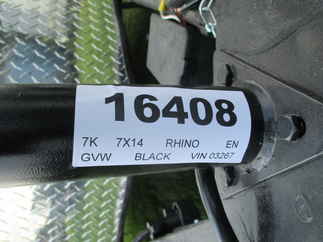 16408
7K 7X14 RHINO EN
GVW BLACK VIN 03267